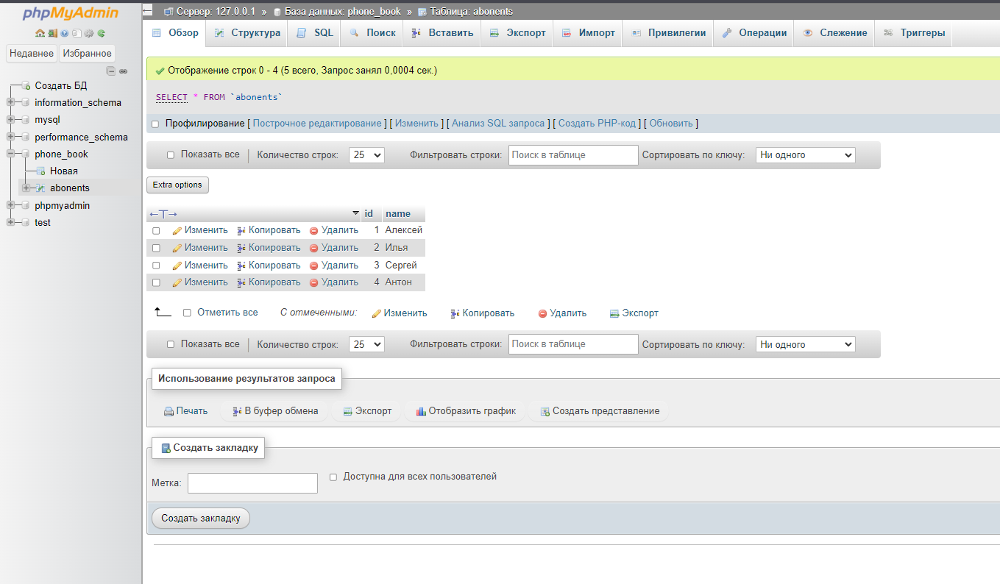 phpMyAdmin
Недавнее Избранное
Создать БД
information_schema
mysql
performance_schema
phone_book
Новая
abonents
phpmyadmin
test
Сервер: 127.0.0.1 » База данных: phone_book » Таблица: abonents
Обзор Структура SQL Поиск Вставить Экспорт Импорт Привилегии Операции Слежение Триггеры
Отображение строк 0 - 4 (5 всего, Запрос занял 0,0004 сек.)
SELECT * FROM `abonents`
Профилирование [ Построчное редактирование ] [ Изменить ] [ Анализ SQL запроса ] [ Создать PHP-код ] [ Обновить ]
Показать все Количество строк: 25 Фильтровать строки: Поиск в таблице Сортировать по ключу: Ни одного
Extra options
←T→ id name
Изменить Копировать Удалить 1 Алексей
Изменить Копировать Удалить 2 Илья
Изменить Копировать Удалить 3 Сергей
Изменить Копировать Удалить 4 Антон
Отметить все С отмеченными: Изменить Копировать Удалить Экспорт
Показать все Количество строк: 25 Фильтровать строки: Поиск в таблице Сортировать по ключу: Ни одного
Использование результатов запроса
Печать В буфер обмена Экспорт Отобразить график Создать представление
Создать закладку
Метка: Доступна для всех пользователей
Создать закладку